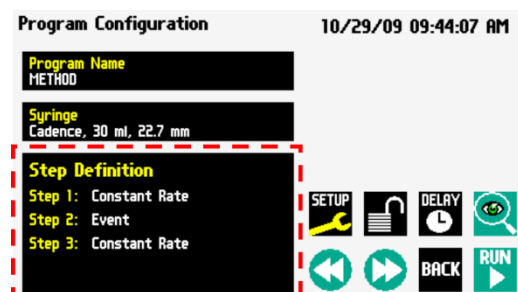 Program Configuration
10/29/09 09:44:07 AM
Program Name
METHOD
Syringe
Cadence, 30 ml, 22.7 mm
Step Definition
Step 1: Constant Rate
Step 2: Event
Step 3: Constant Rate
SETUP
DELAY
BACK
RUN